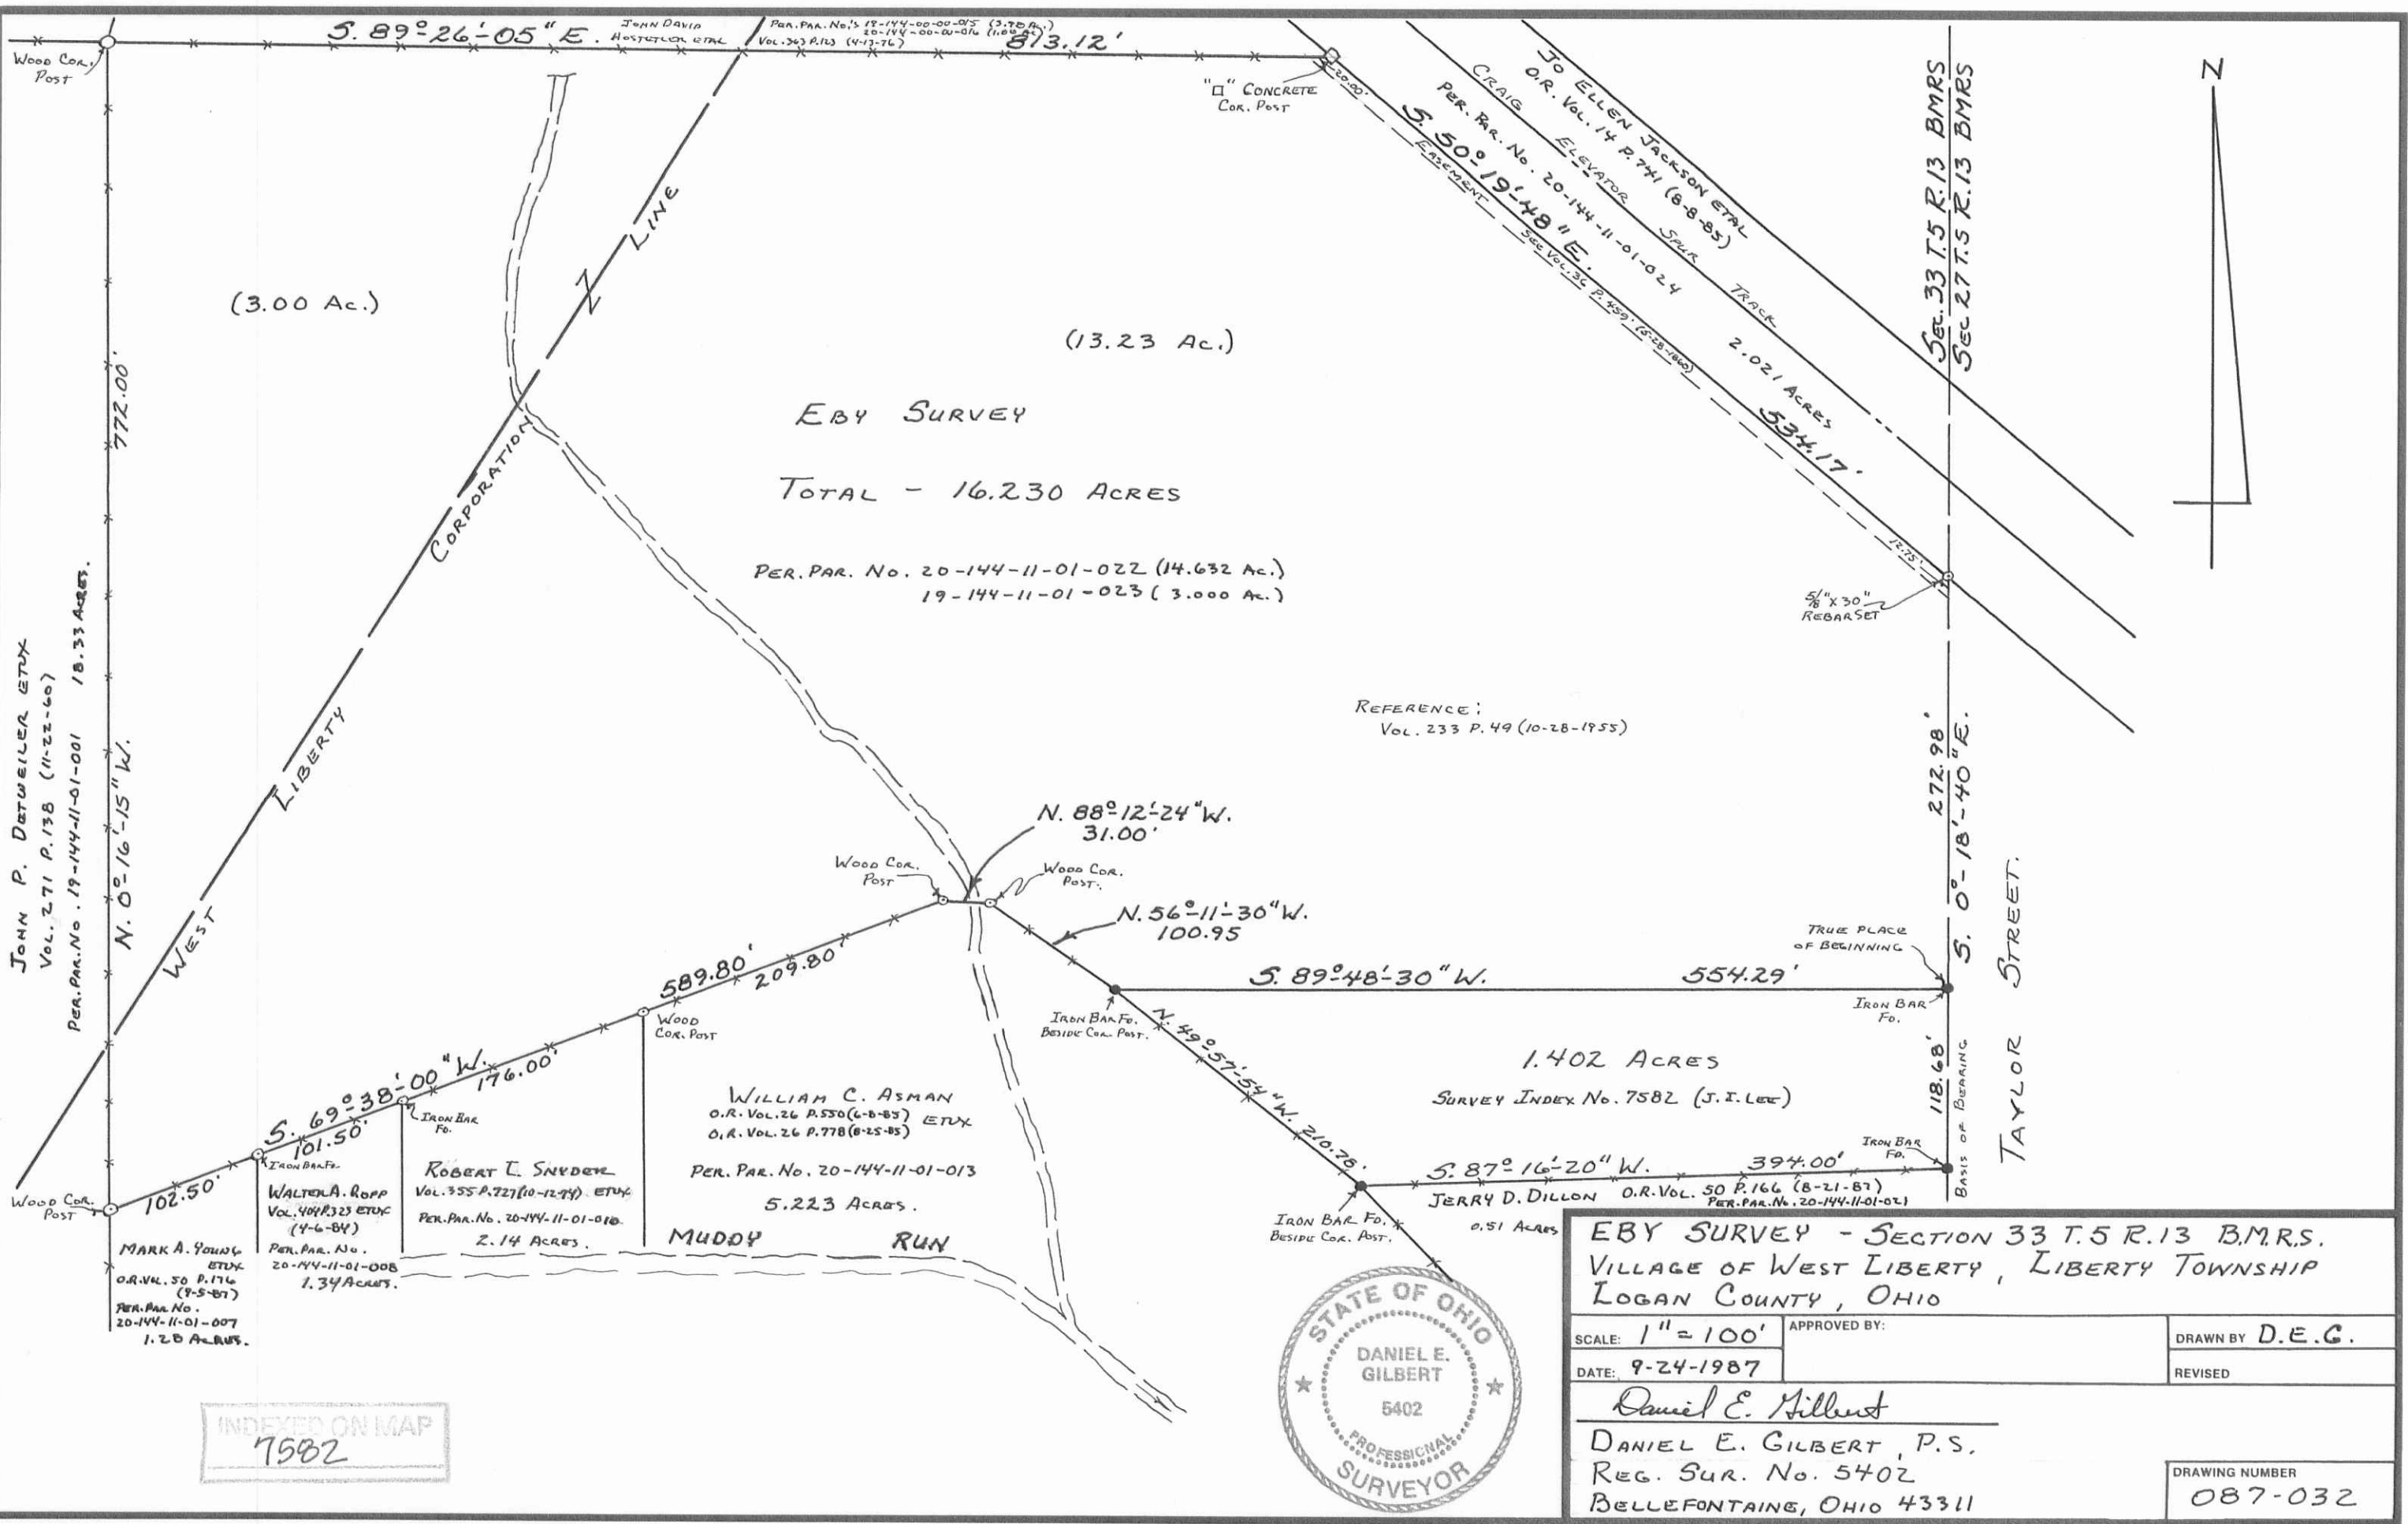 S. 89°-26'-05" E.
JOHN DAVID
HOSTETLER ETAL
PER. PAR. No.'s 19-144-00-00-015 (3.70 Ac.)
20-144-00-00-016 (1.00 Ac.)
VOL. 363 P. 123 (4-13-76)
813.12'
WOOD COR.
POST
"□" CONCRETE
COR. POST
20.00'
JO ELLEN JACKSON ETAL
O.R. VOL. 14 P. 741 (8-8-85)
CRAIG ELEVATOR SPUR TRACK
PER. PAR. No. 20-144-11-01-024
2.021 ACRES
S. 50°-19'-48" E.
534.17'
EASEMENT SEE VOL. 36 P. 459
12.75'
SEC. 33 T.5 R.13 BMRS
SEC 27 T.5 R.13 BMRS
N
(3.00 AC.)
(13.23 AC.)
EBY SURVEY
TOTAL - 16.230 ACRES
PER. PAR. No. 20-144-11-01-022 (14.632 AC.)
19-144-11-01-023 (3.000 AC.)
5/8" X 30"
REBAR SET
WEST LIBERTY CORPORATION LINE
772.00'
N. 0°-16'-15" W.
JOHN P. DETWEILER ETUX
VOL. 271 P. 138 (11-22-60)
PER. PAR. No. 19-144-11-01-001 18.33 ACRES.
REFERENCE:
VOL. 233 P. 49 (10-28-1955)
272.98'
S. 0°-18'-40" E.
N. 88°-12'-24" W.
31.00'
WOOD COR.
POST
WOOD COR.
POST.
N. 56°-11'-30" W.
100.95
TRUE PLACE
OF BEGINNING
S. 89°-48'-30" W. 554.29'
IRON BAR
FO.
IRON BAR FO.
BESIDE COR. POST.
TAYLOR STREET.
118.68'
BASIS OF BEARING
589.80'
209.80'
WOOD
COR. POST
S. 69°-38'-00" W.
176.00'
101.50'
102.50'
IRON BAR
FO.
IRON BAR FO.
WOOD COR.
POST
N. 49°-57'-54" W. 210.78'
1.402 ACRES
SURVEY INDEX No. 7582 (J.I. LEE)
IRON BAR
FO.
S. 87°-16'-20" W. 394.00'
JERRY D. DILLON O.R. VOL. 50 P. 166 (8-21-87)
PER. PAR. No. 20-144-11-01-021
0.51 ACRES
IRON BAR FO.
BESIDE COR. POST.
WILLIAM C. ASMAN
O.R. VOL. 26 P. 550 (6-8-85) ETUX
O.R. VOL. 26 P. 778 (8-25-85)
PER. PAR. No. 20-144-11-01-013
5.223 ACRES.
ROBERT L. SNYDER
VOL. 355 P. 727 (10-12-74) ETUX
PER. PAR. No. 20-144-11-01-010
2.14 ACRES.
WALTER A. ROPP
VOL. 404 P. 323 ETUX
(4-6-84)
PER. PAR. No.
20-144-11-01-008
1.34 ACRES.
MARK A. YOUNG
ETUX
O.R. VOL. 50 P. 176
(9-5-87)
PER. PAR. No.
20-144-11-01-007
1.28 ACRES.
MUDDY RUN
INDEXED ON MAP
7582
STATE OF OHIO
DANIEL E.
GILBERT
5402
PROFESSIONAL
SURVEYOR
EBY SURVEY - SECTION 33 T.5 R.13 B.M.R.S.
VILLAGE OF WEST LIBERTY, LIBERTY TOWNSHIP
LOGAN COUNTY, OHIO
SCALE: 1" = 100'
APPROVED BY:
DRAWN BY D.E.G.
DATE: 9-24-1987
REVISED
Daniel E. Gilbert
DANIEL E. GILBERT, P.S.
REG. SUR. No. 5402
BELLEFONTAINE, OHIO 43311
DRAWING NUMBER
087-032